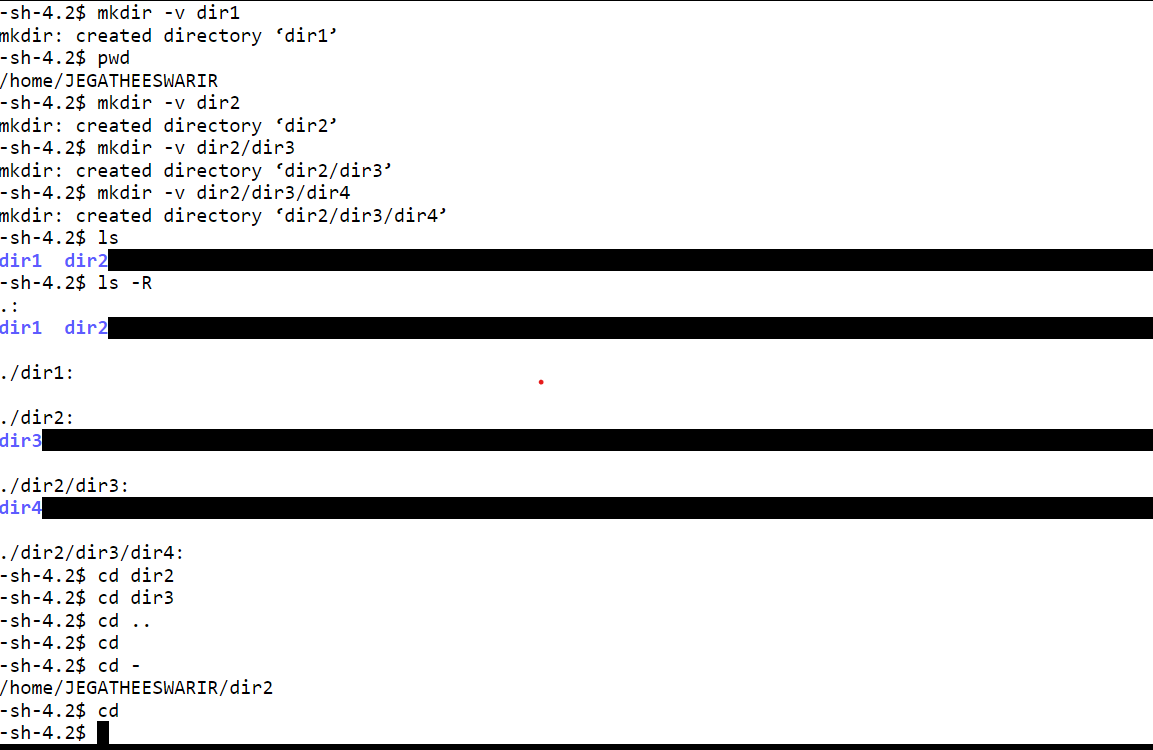 -sh-4.2$ mkdir -v dir1
mkdir: created directory ‘dir1’
-sh-4.2$ pwd
/home/JEGATHEESWARIR
-sh-4.2$ mkdir -v dir2
mkdir: created directory ‘dir2’
-sh-4.2$ mkdir -v dir2/dir3
mkdir: created directory ‘dir2/dir3’
-sh-4.2$ mkdir -v dir2/dir3/dir4
mkdir: created directory ‘dir2/dir3/dir4’
-sh-4.2$ ls
dir1  dir2
-sh-4.2$ ls -R
.:
dir1  dir2

./dir1:

./dir2:
dir3

./dir2/dir3:
dir4

./dir2/dir3/dir4:
-sh-4.2$ cd dir2
-sh-4.2$ cd dir3
-sh-4.2$ cd ..
-sh-4.2$ cd
-sh-4.2$ cd -
/home/JEGATHEESWARIR/dir2
-sh-4.2$ cd
-sh-4.2$